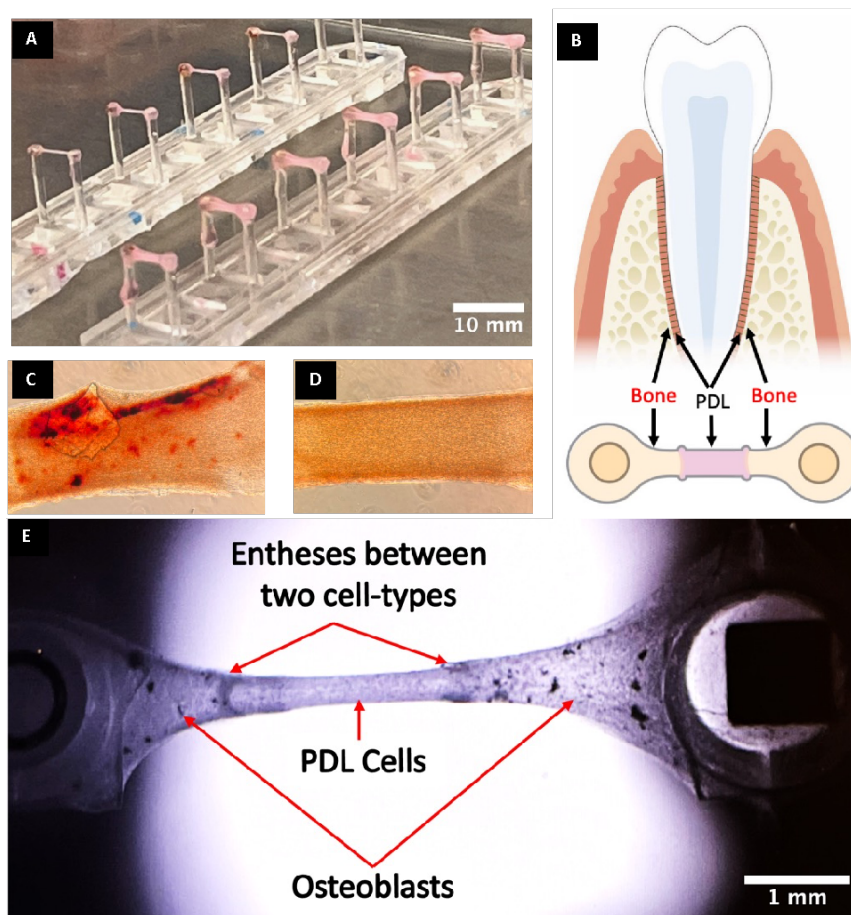 A
10 mm
B
Bone PDL Bone
C
D
E
Entheses between
two cell-types
PDL Cells
Osteoblasts
1 mm